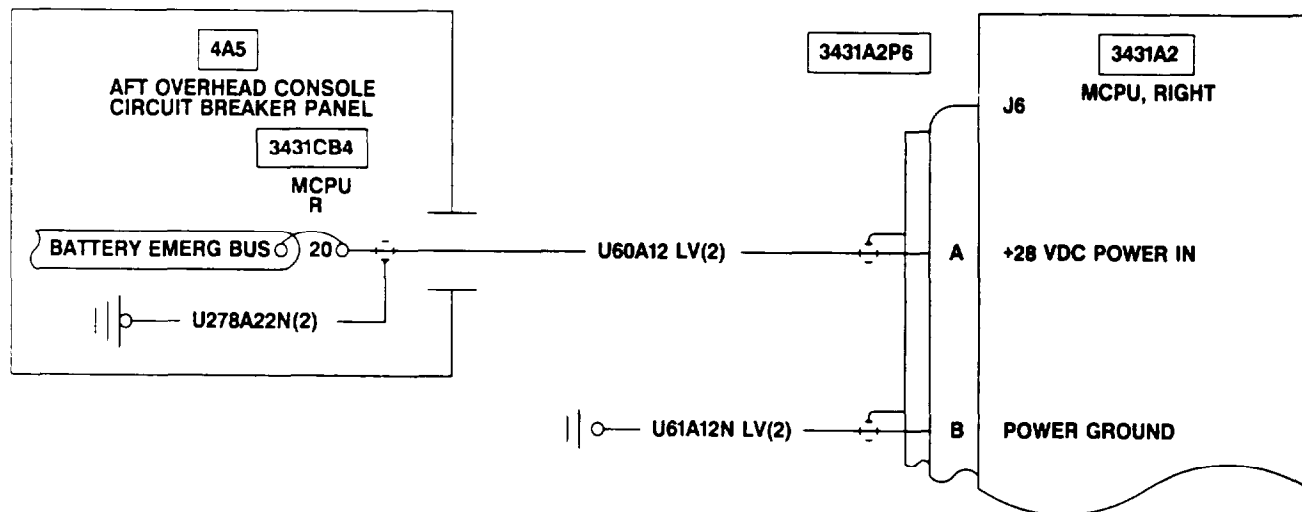 4A5
AFT OVERHEAD CONSOLE
CIRCUIT BREAKER PANEL
3431CB4
MCPU
R
BATTERY EMERG BUS
20
U278A22N(2)
U60A12 LV(2)
U61A12N LV(2)
3431A2P6
3431A2
MCPU, RIGHT
J6
A
+28 VDC POWER IN
B
POWER GROUND